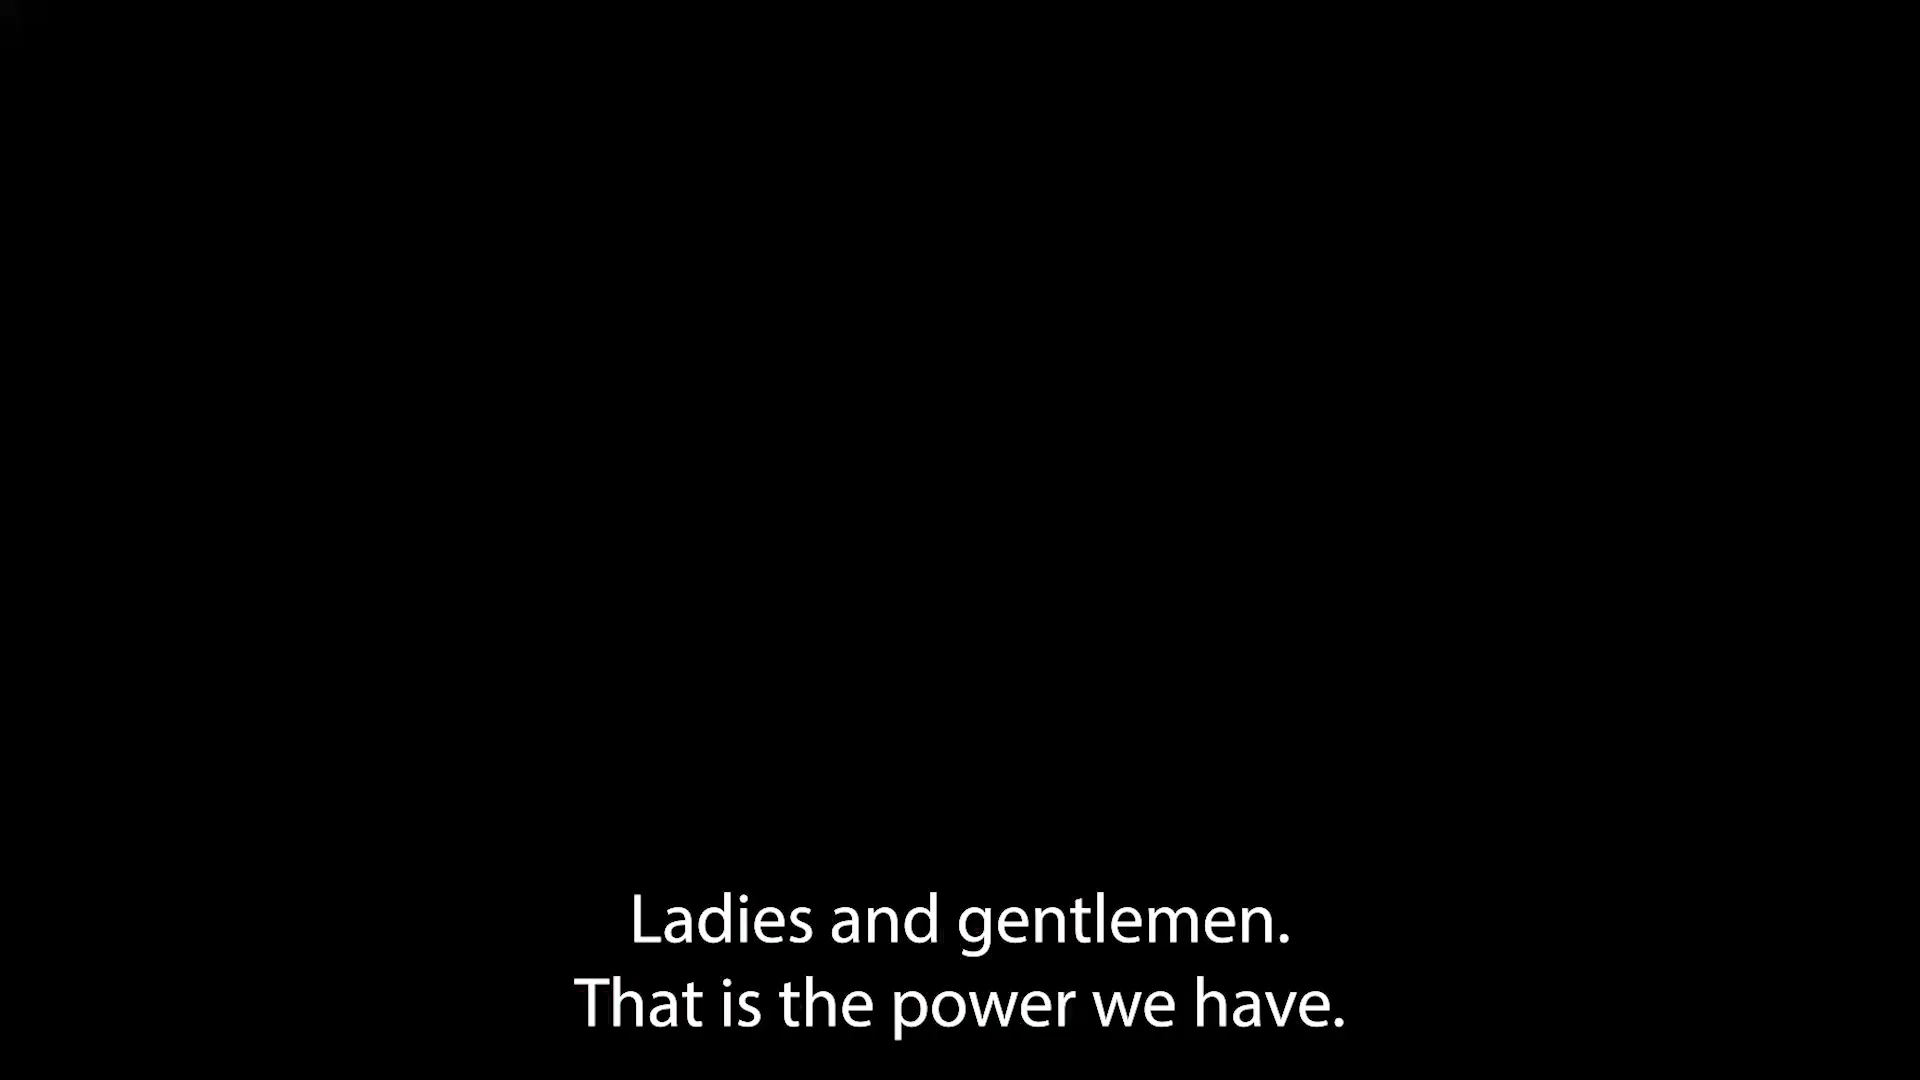 Ladies and gentlemen.
That is the power we have.